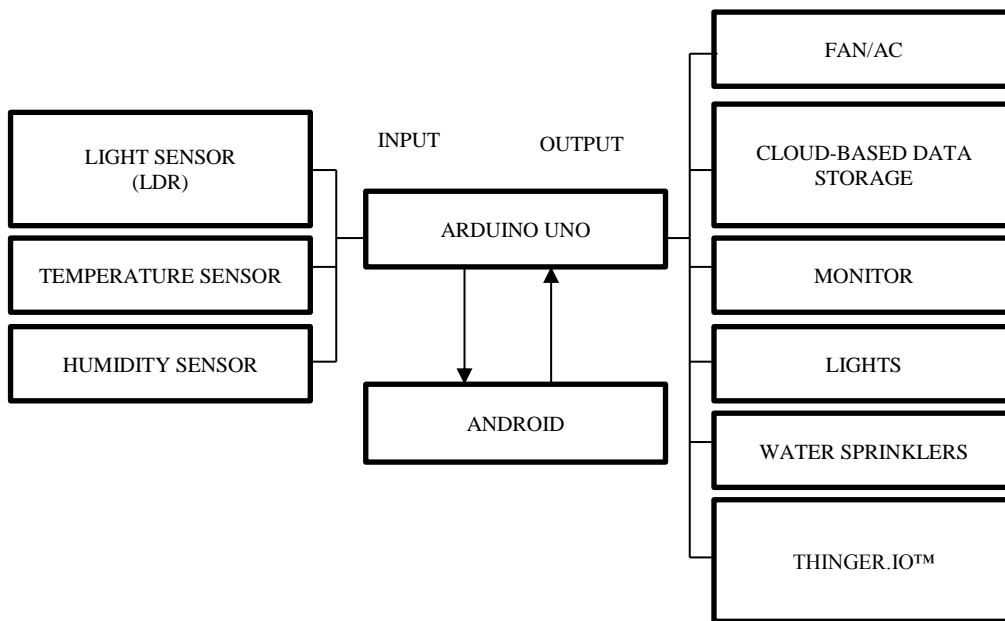 LIGHT SENSOR
(LDR)
TEMPERATURE SENSOR
HUMIDITY SENSOR
INPUT
OUTPUT
ARDUINO UNO
ANDROID
FAN/AC
CLOUD-BASED DATA
STORAGE
MONITOR
LIGHTS
WATER SPRINKLERS
THINGER.IO™